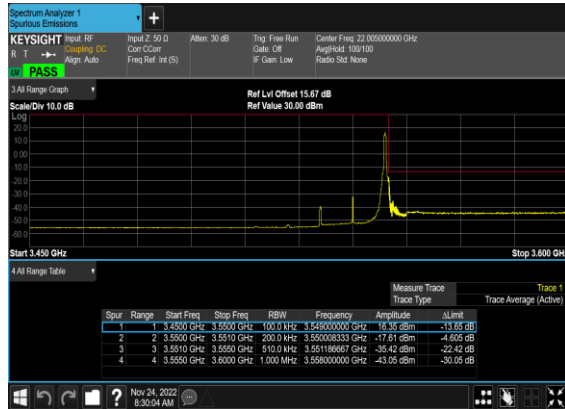 Spectrum Analyzer 1
Spurious Emissions
KEYSIGHT Input: RF Input Z: 50 Ω Atten: 30 dB Trig: Free Run Center Freq: 22.005000000 GHz
R T Coupling: DC Corr CCorr Gate: Off Avg|Hold: 100/100
Align: Auto Freq Ref: Int (S) IF Gain: Low Radio Std: None
PASS
3 All Range Graph Ref Lvl Offset 15.67 dB
Scale/Div 10.0 dB Ref Value 30.00 dBm
Log
20.0
10.0
0.00
-10.0
-20.0
-30.0
-40.0
-50.0
-60.0
Start 3.450 GHz Stop 3.600 GH
4 All Range Table
Measure Trace Trace 1
Trace Type Trace Average (Active)
Spur Range Start Freq Stop Freq RBW Frequency Amplitude ΔLimit
1 1 3.4500 GHz 3.5500 GHz 100.0 kHz 3.549000000 GHz 16.35 dBm -13.65 dB
2 2 3.5500 GHz 3.5510 GHz 200.0 kHz 3.550008333 GHz -17.61 dBm -4.605 dB
3 3 3.5510 GHz 3.5550 GHz 510.0 kHz 3.551186667 GHz -35.42 dBm -22.42 dB
4 4 3.5550 GHz 3.6000 GHz 1.000 MHz 3.558000000 GHz -43.05 dBm -30.05 dB
Nov 24, 2022
8:30:04 AM